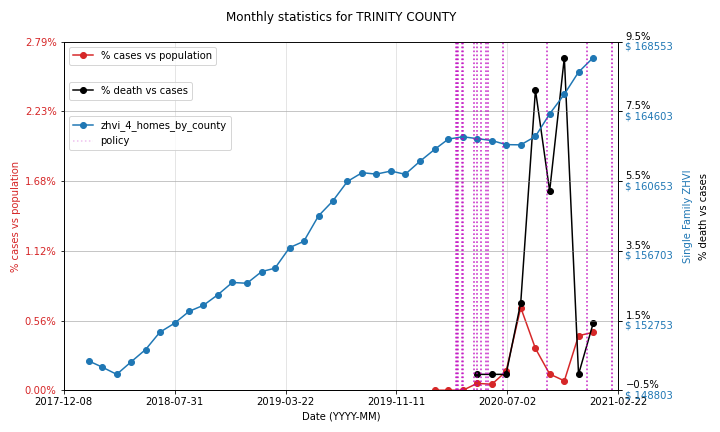 Monthly statistics for TRINITY COUNTY
2.79%
2.23%
1.68%
1.12%
0.56%
0.00%
% cases vs population
% cases vs population
% death vs cases
zhvi_4_homes_by_county
policy
9.5%
$ 168553
7.5%
$ 164603
5.5%
$ 160653
3.5%
$ 156703
1.5%
$ 152753
−0.5%
$ 148803
Single Family ZHVI
% death vs cases
2017-12-08
2018-07-31
2019-03-22
2019-11-11
2020-07-02
2021-02-22
Date (YYYY-MM)